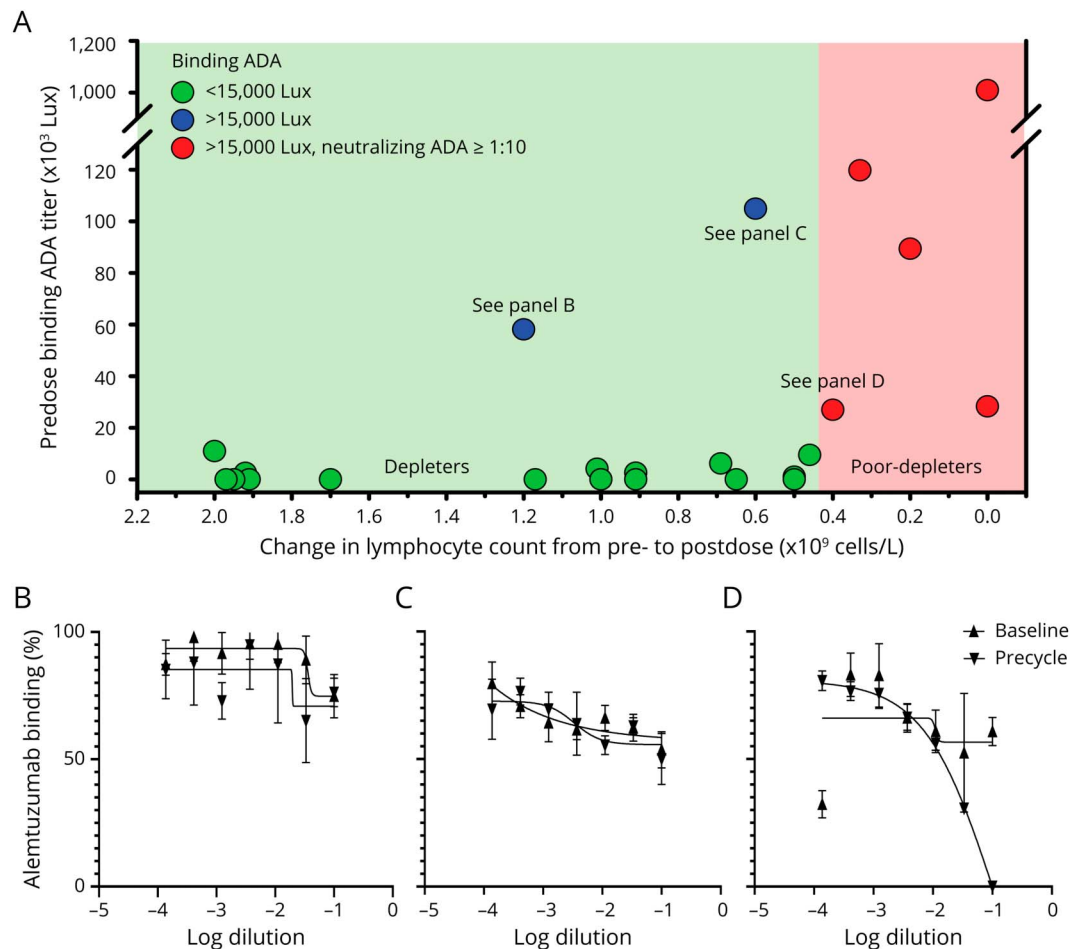 A
1,200
1,000
120
100
80
60
40
20
0
Predose binding ADA titer (x10³ Lux)
Binding ADA
<15,000 Lux
>15,000 Lux
>15,000 Lux, neutralizing ADA ≥ 1:10
See panel C
See panel B
See panel D
Depleters
Poor-depleters
2.2 2.0 1.8 1.6 1.4 1.2 1.0 0.8 0.6 0.4 0.2 0.0
Change in lymphocyte count from pre- to postdose (x10⁹ cells/L)
B
100
50
0
Alemtuzumab binding (%)
−5 −4 −3 −2 −1 0
Log dilution
C
−5 −4 −3 −2 −1 0
Log dilution
D
Baseline
Precycle
−5 −4 −3 −2 −1 0
Log dilution